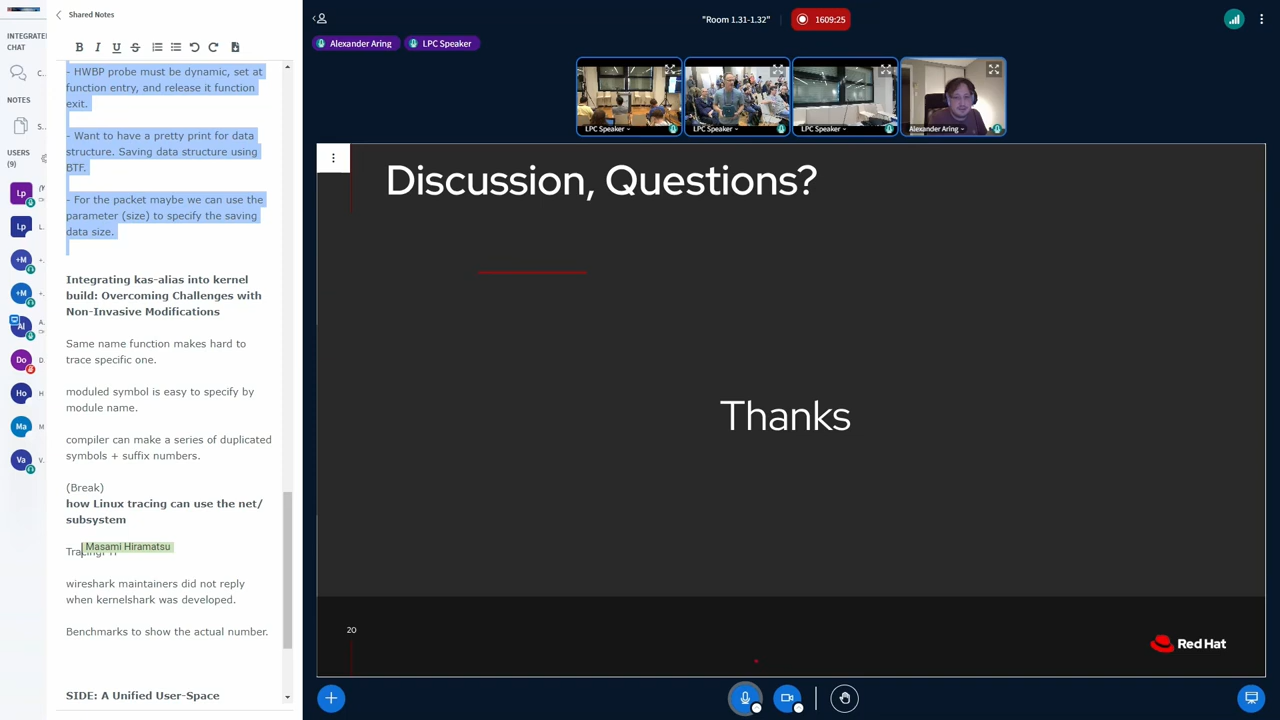 Shared Notes
INTEGRATED
CHAT
C..
NOTES
S..
USERS
(9)
Lp
Lp
L..
+M
+..
+M
+..
Al
A.
Do
D.
Ho
H
Ma
M
Va
V.
B I U S
- HWBP probe must be dynamic, set at
function entry, and release it function
exit.
- Want to have a pretty print for data
structure. Saving data structure using
BTF.
- For the packet maybe we can use the
parameter (size) to specify the saving
data size.
Integrating kas-alias into kernel
build: Overcoming Challenges with
Non-Invasive Modifications
Same name function makes hard to
trace specific one.
moduled symbol is easy to specify by
module name.
compiler can make a series of duplicated
symbols + suffix numbers.
(Break)
how Linux tracing can use the net/
subsystem
Masami Hiramatsu
wireshark maintainers did not reply
when kernelshark was developed.
Benchmarks to show the actual number.
SIDE: A Unified User-Space
"Room 1.31-1.32"
1609:25
Alexander Aring
LPC Speaker
LPC Speaker
LPC Speaker
LPC Speaker
Alexander Aring
Discussion, Questions?
Thanks
20
Red Hat